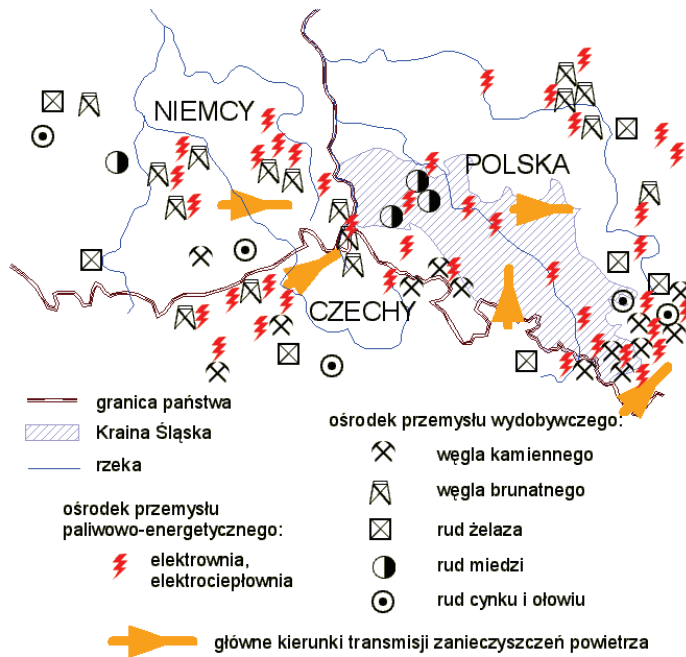 NIEMCY
POLSKA
CZECHY
granica państwa
Kraina Śląska
rzeka
ośrodek przemysłu
paliwowo-energetycznego:
elektrownia,
elektrociepłownia
ośrodek przemysłu wydobywczego:
węgla kamiennego
węgla brunatnego
rud żelaza
rud miedzi
rud cynku i ołowiu
główne kierunki transmisji zanieczyszczeń powietrza